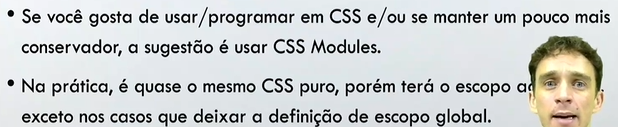 • Se você gosta de usar/programar em CSS e/ou se manter um pouco mais
conservador, a sugestão é usar CSS Modules.
• Na prática, é quase o mesmo CSS puro, porém terá o escopo
exceto nos casos que deixar a definição de escopo global.